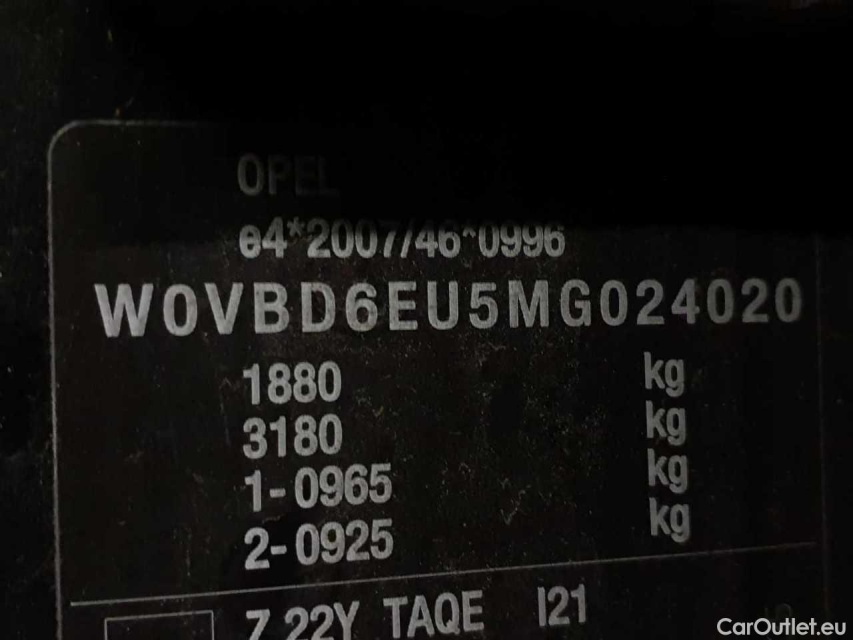 OPEL
e4*2007/46*0996
W0VBD6EU5MG024020
1880 kg
3180 kg
1-0965 kg
2-0925 kg
Z 22Y TAQE I21
CarOutlet.eu